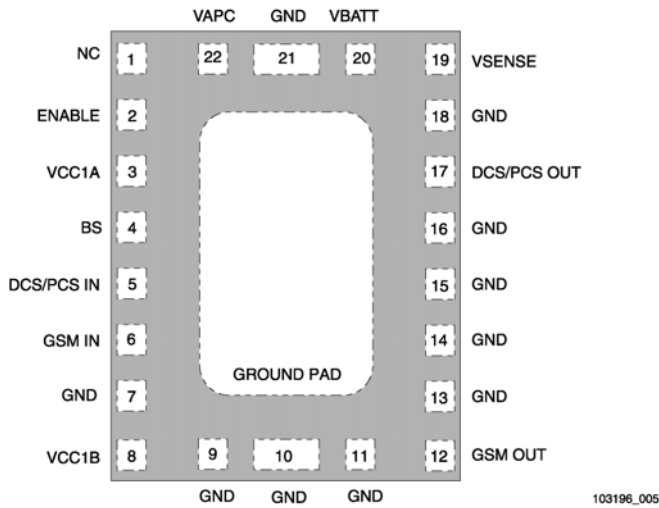 VAPC GND VBATT
NC 1 22 21 20 19 VSENSE
ENABLE 2 18 GND
VCC1A 3 17 DCS/PCS OUT
BS 4 16 GND
DCS/PCS IN 5 15 GND
GSM IN 6 14 GND
GROUND PAD
GND 7 13 GND
VCC1B 8 9 10 11 12 GSM OUT
GND GND GND
103196_005